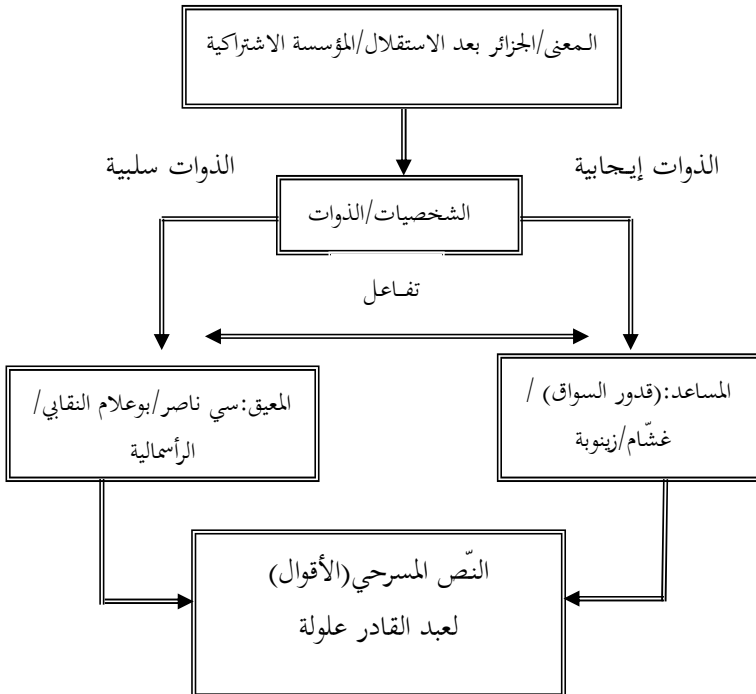 المعنى/الجزائر بعد الاستقلال/المؤسسة الاشتراكية
الذوات إيجابية
الذوات سلبية
الشخصيات/الذوات
تفاعل
المساعد:(قدور السواق) /
غشّام/زينوبة
المعيق:سي ناصر/بوعلام النقابي/
الرأسمالية
النّص المسرحي(الأقوال)
لعبد القادر علولة